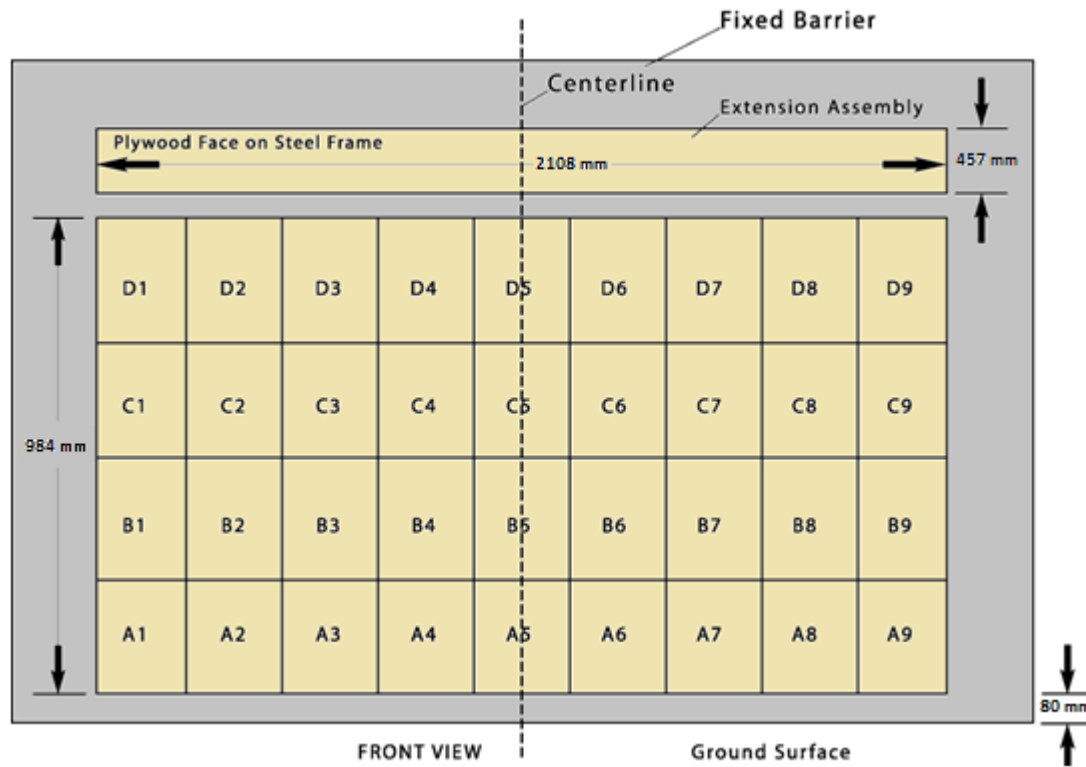 Fixed Barrier
Centerline
Extension Assembly
Plywood Face on Steel Frame
2108 mm
457 mm
D1 D2 D3 D4 D5 D6 D7 D8 D9
C1 C2 C3 C4 C5 C6 C7 C8 C9
984 mm
B1 B2 B3 B4 B5 B6 B7 B8 B9
A1 A2 A3 A4 A5 A6 A7 A8 A9
80 mm
FRONT VIEW
Ground Surface